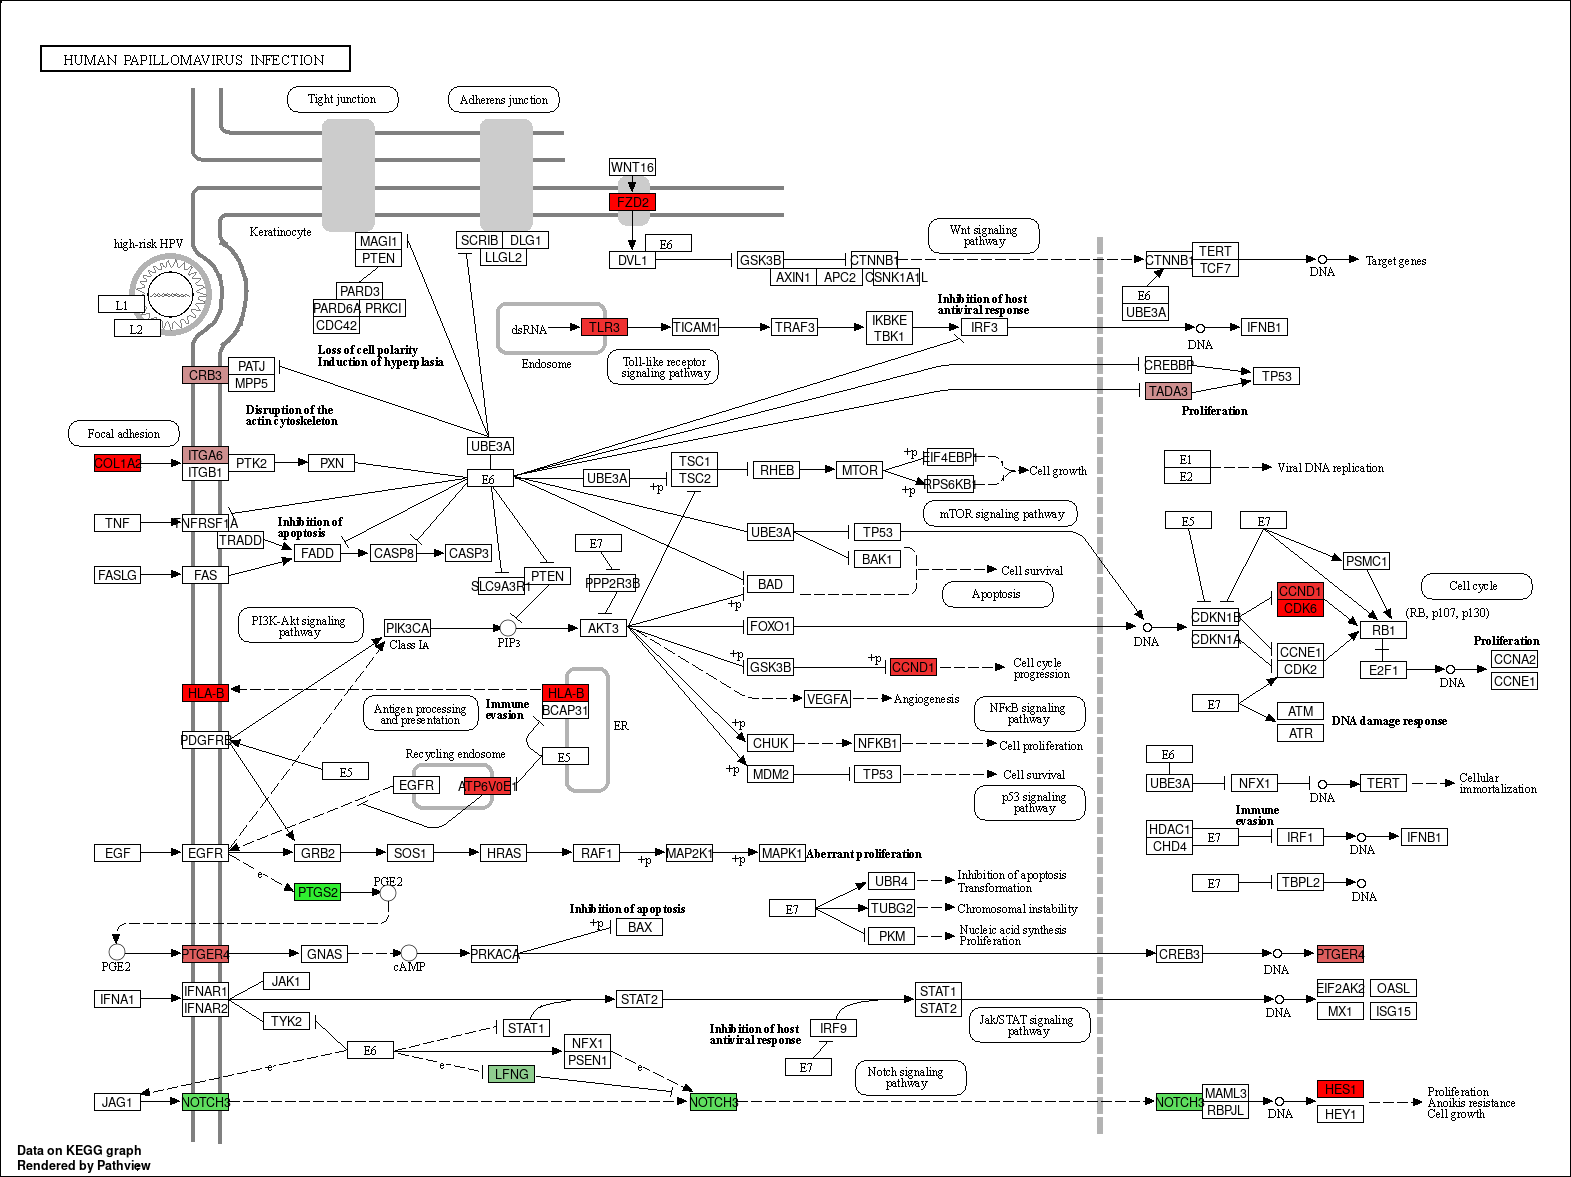 HUMAN PAPILLOMAVIRUS INFECTION
Tight junction
Adherens junction
WNT16
FZD2
Keratinocyte
high-risk HPV
L1
L2
MAGI1
PTEN
PARD3
PARD6A
PRKCI
CDC42
SCRIB
DLG1
LLGL2
E6
DVL1
GSK3B
CTNNB1
AXIN1
APC2
CSNK1A1L
Wnt signaling
pathway
CTNNB1
TERT
TCF7
DNA
Target genes
E6
UBE3A
dsRNA
TLR3
Endosome
TICAM1
TRAF3
IKBKE
TBK1
Inhibition of host
antiviral response
IRF3
DNA
IFNB1
Toll-like receptor
signaling pathway
Loss of cell polarity
Induction of hyperplasia
CRB3
PATJ
MPP5
CREBBP
TADA3
TP53
Proliferation
Disruption of the
actin cytoskeleton
Focal adhesion
COL1A2
ITGA6
ITGB1
PTK2
PXN
UBE3A
E6
UBE3A
+p
TSC1
TSC2
RHEB
MTOR
+p
+p
EIF4EBP1
RPS6KB1
Cell growth
mTOR signaling pathway
E1
E2
Viral DNA replication
TNF
TNFRSF1A
TRADD
Inhibition of
apoptosis
FADD
CASP8
CASP3
FASLG
FAS
SLC9A3R1
PTEN
E7
PPP2R3B
UBE3A
TP53
BAK1
BAD
+p
Cell survival
Apoptosis
E5
E7
PSMC1
CCND1
CDK6
CDKN1B
CDKN1A
CCNE1
CDK2
RB1
E2F1
Cell cycle
(RB, p107, p130)
Proliferation
CCNA2
CCNE1
DNA
PI3K-Akt signaling
pathway
PIK3CA
Class IA
PIP3
AKT3
FOXO1
DNA
+p
GSK3B
+p
CCND1
Cell cycle
progression
VEGFA
Angiogenesis
NFκB signaling
pathway
E7
ATM
ATR
DNA damage response
HLA-B
HLA-B
BCAP31
Antigen processing
and presentation
Immune
evasion
ER
PDGFRB
E5
E5
Recycling endosome
EGFR
ATP6V0E1
+p
CHUK
NFKB1
Cell proliferation
+p
MDM2
TP53
Cell survival
p53 signaling
pathway
E6
UBE3A
NFX1
DNA
TERT
Cellular
immortalization
Immune
evasion
HDAC1
CHD4
E7
IRF1
DNA
IFNB1
E7
TBPL2
DNA
EGF
EGFR
GRB2
SOS1
HRAS
RAF1
+p
MAP2K1
+p
MAPK1
Aberrant proliferation
e
PTGS2
PGE2
E7
UBR4
TUBG2
PKM
Inhibition of apoptosis
Transformation
Chromosomal instability
Nucleic acid synthesis
Proliferation
Inhibition of apoptosis
+p
BAX
PGE2
PTGER4
GNAS
cAMP
PRKACA
CREB3
DNA
PTGER4
IFNA1
IFNAR1
IFNAR2
JAK1
TYK2
STAT2
STAT1
STAT1
STAT2
Inhibition of host
antiviral response
IRF9
E7
Jak/STAT signaling
pathway
DNA
EIF2AK2
OASL
MX1
ISG15
E6
e
e
e
NFX1
PSEN1
LFNG
Notch signaling
pathway
JAG1
NOTCH3
NOTCH3
NOTCH3
MAML3
RBPJL
DNA
HES1
HEY1
Proliferation
Anoikis resistance
Cell growth
Data on KEGG graph
Rendered by Pathview